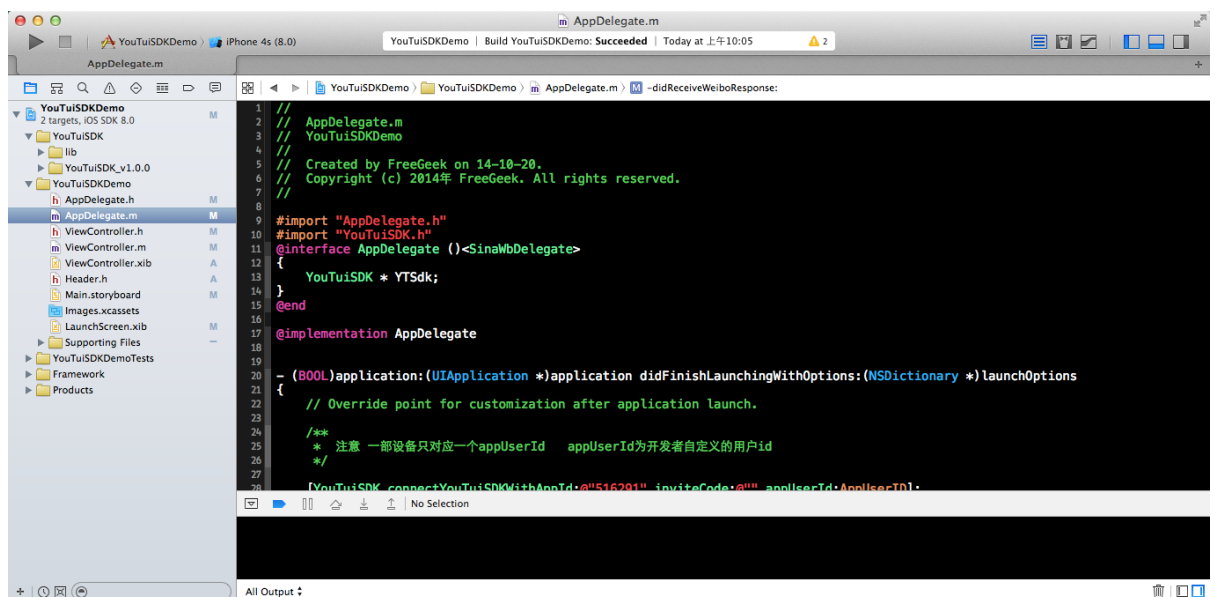 AppDelegate.m
YouTuiSDKDemo 〉 iPhone 4s (8.0)
YouTuiSDKDemo | Build YouTuiSDKDemo: Succeeded | Today at 上午10:05
2
AppDelegate.m
YouTuiSDKDemo 〉 YouTuiSDKDemo 〉 AppDelegate.m 〉 M -didReceiveWeiboResponse:
YouTuiSDKDemo M
2 targets, iOS SDK 8.0
YouTuiSDK
lib
YouTuiSDK_v1.0.0
YouTuiSDKDemo
h AppDelegate.h M
m AppDelegate.m M
h ViewController.h M
m ViewController.m M
ViewController.xib A
h Header.h A
Main.storyboard M
Images.xcassets
LaunchScreen.xib M
Supporting Files
YouTuiSDKDemoTests
Framework
Products
1 //
2 // AppDelegate.m
3 // YouTuiSDKDemo
4 //
5 // Created by FreeGeek on 14-10-20.
6 // Copyright (c) 2014年 FreeGeek. All rights reserved.
7 //
8
9 #import "AppDelegate.h"
10 #import "YouTuiSDK.h"
11 @interface AppDelegate ()<SinaWbDelegate>
12 {
13 YouTuiSDK * YTSdk;
14 }
15 @end
16
17 @implementation AppDelegate
18
19
20 - (BOOL)application:(UIApplication *)application didFinishLaunchingWithOptions:(NSDictionary *)launchOptions
21 {
22 // Override point for customization after application launch.
23
24 /**
25 * 注意 一部设备只对应一个appUserId appUserId为开发者自定义的用户id
26 */
27
28 [YouTuiSDK connectYouTuiSDKWithAppId:@"516291" inviteCode:@"" appUserId:AppUserID];
No Selection
All Output